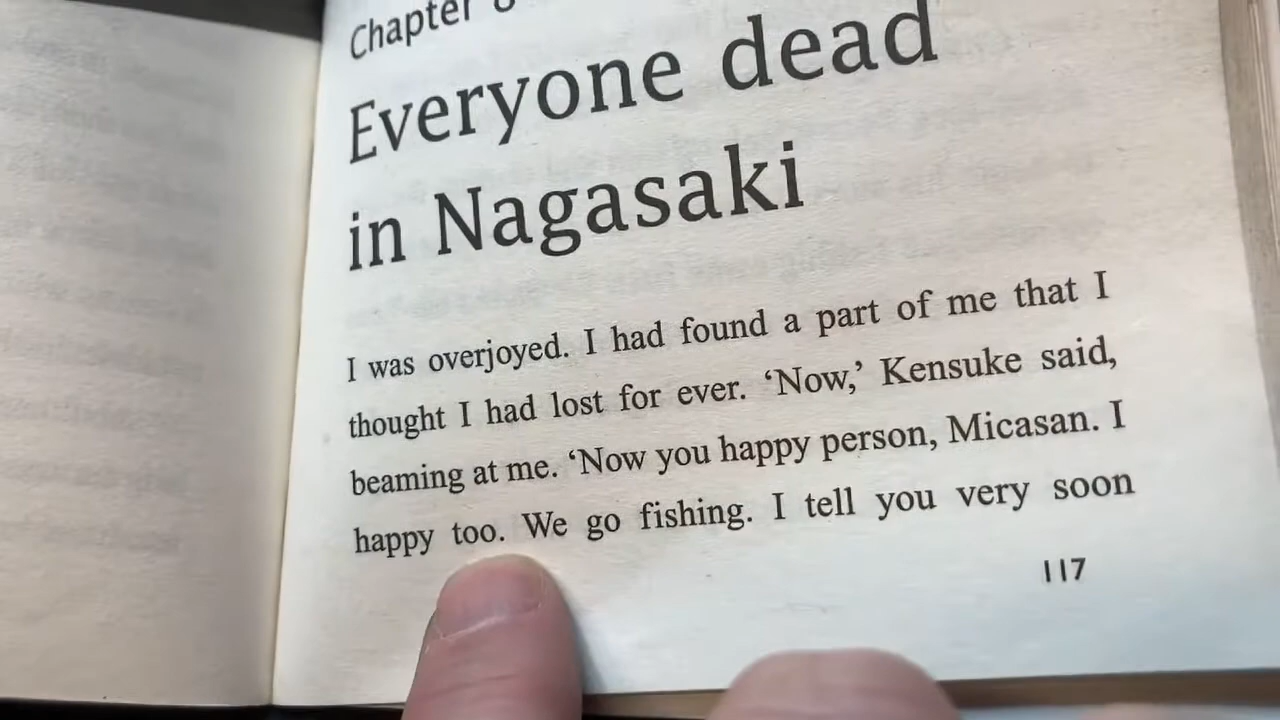 Chapter 8
Everyone dead
in Nagasaki
I was overjoyed. I had found a part of me that I
thought I had lost for ever. ‘Now,’ Kensuke said,
beaming at me. ‘Now you happy person, Micasan. I
happy too. We go fishing. I tell you very soon
117